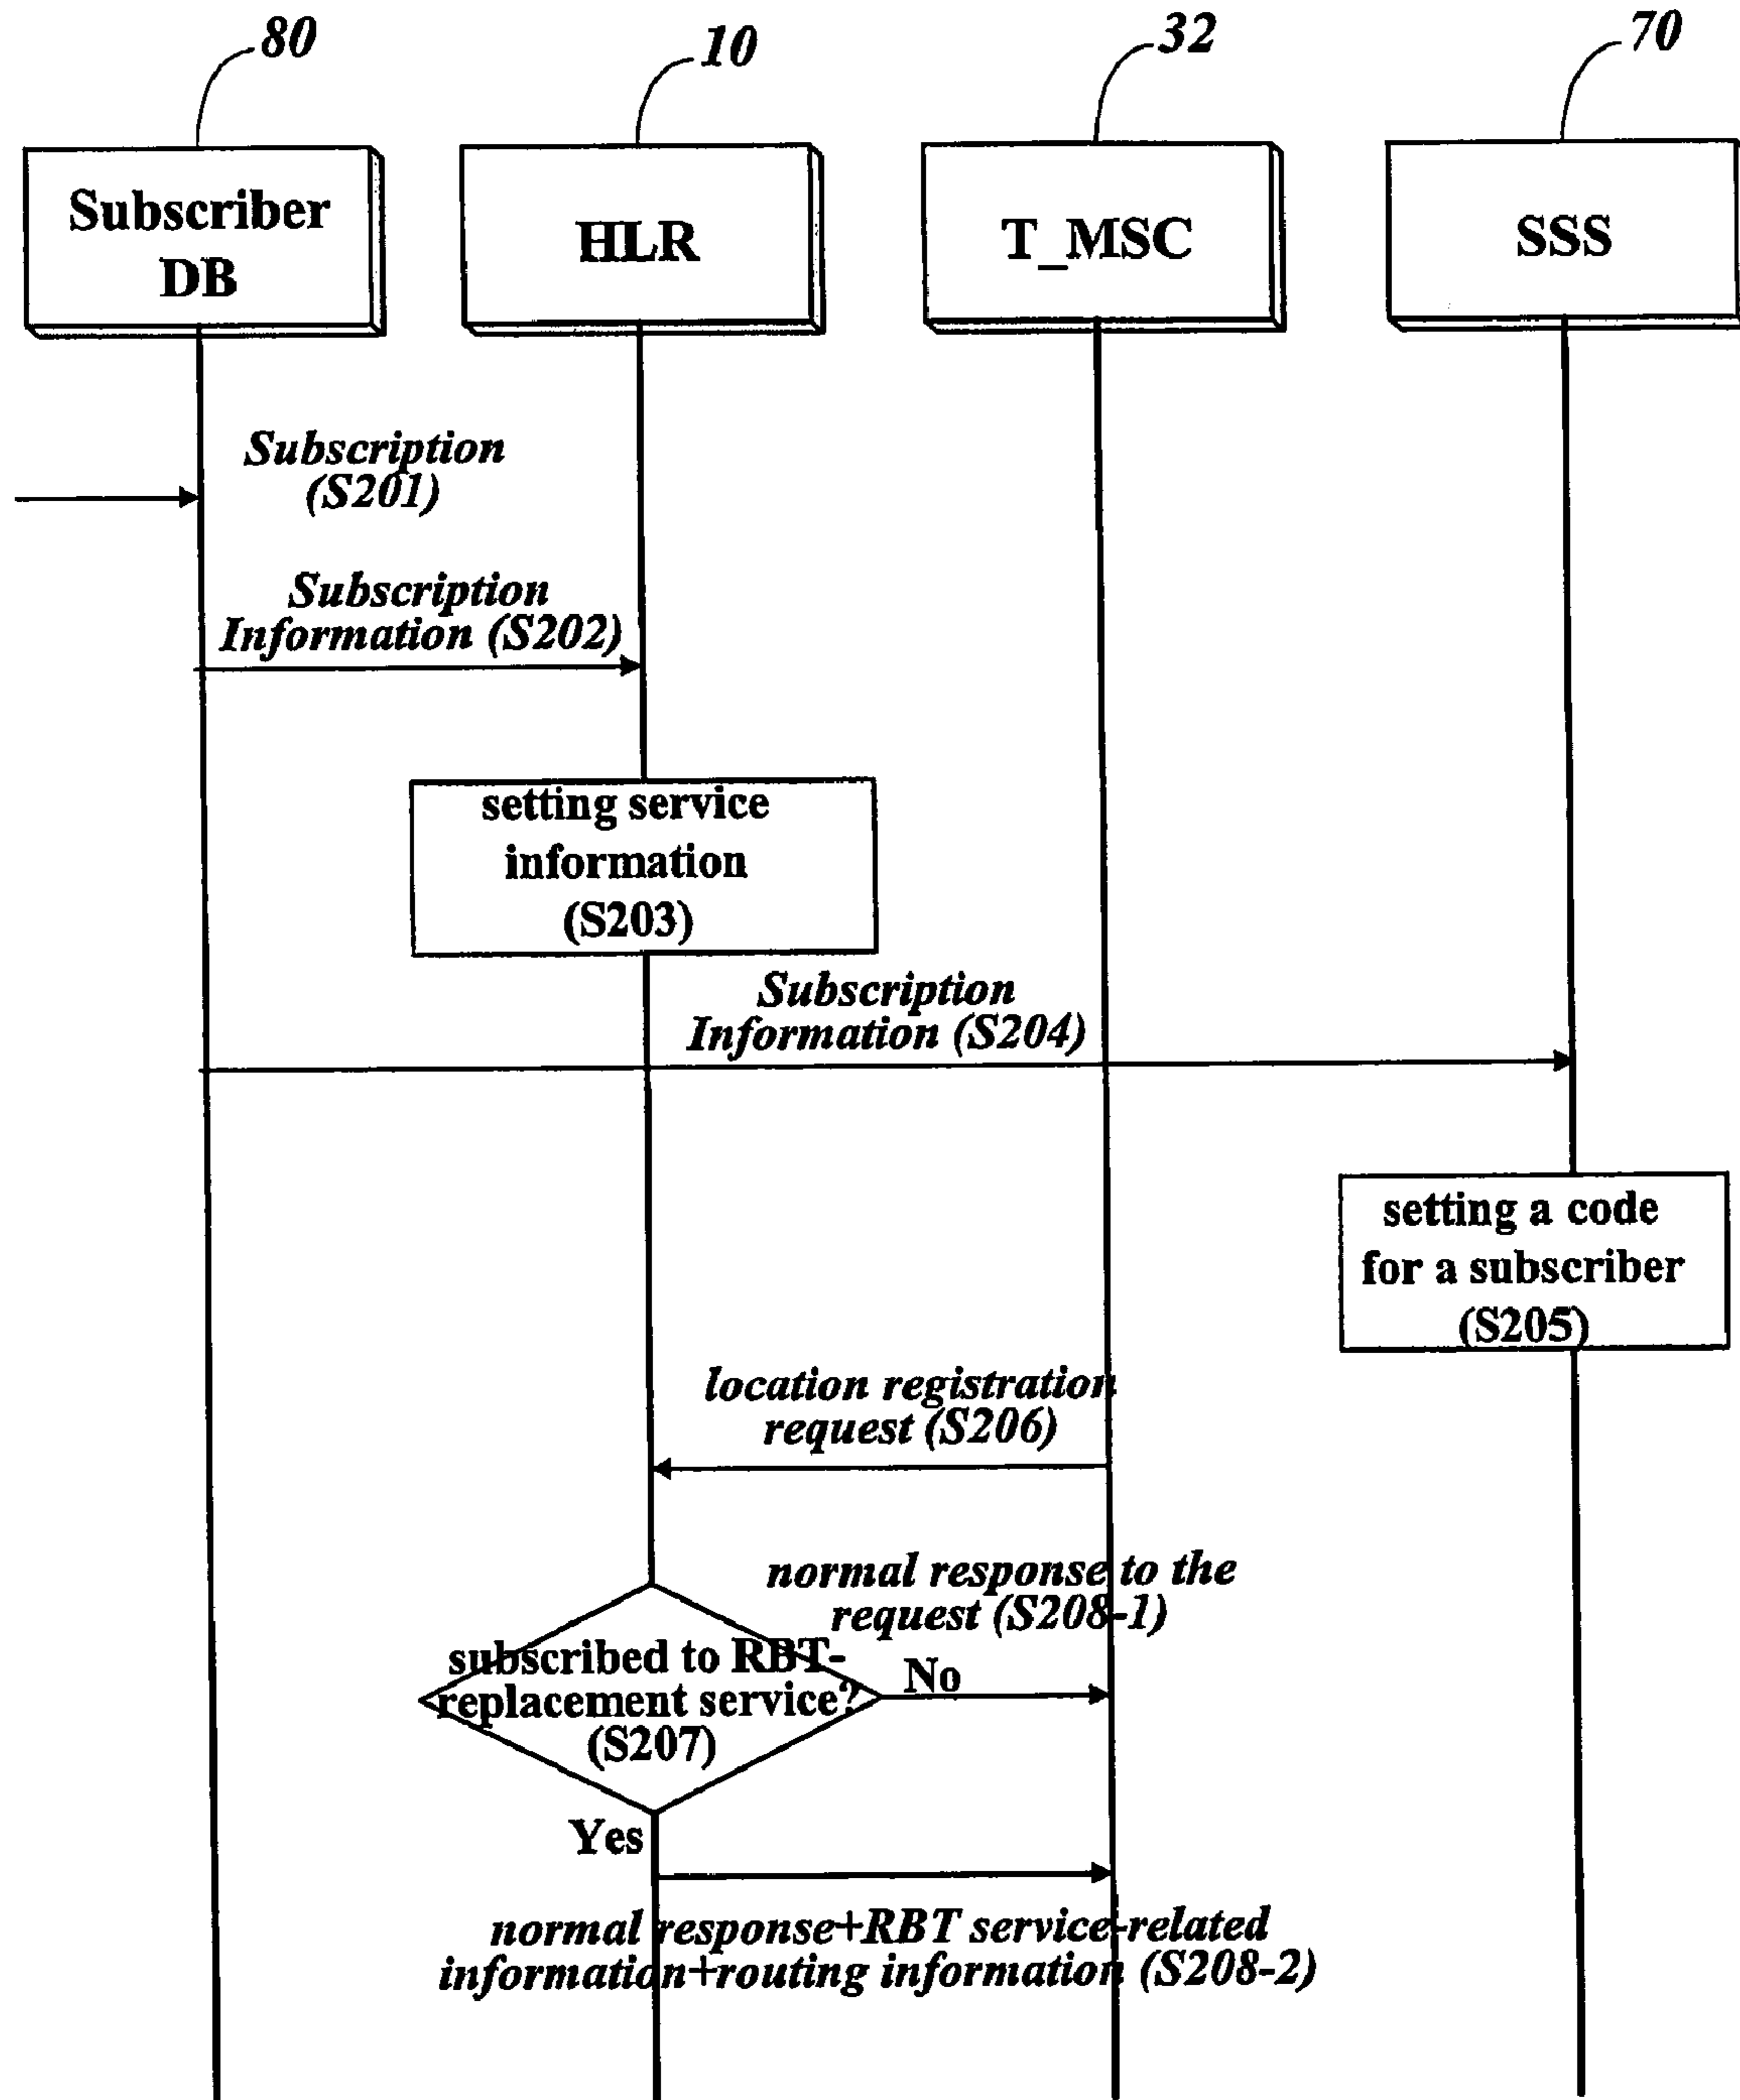 80
10
32
70
Subscriber
DB
HLR
T_MSC
SSS
Subscription
(S201)
Subscription
Information (S202)
setting service
information
(S203)
Subscription
Information (S204)
setting a code
for a subscriber
(S205)
location registration
request (S206)
normal response to the
request (S208-1)
subscribed to RBT-
replacement service?
(S207)
No
Yes
normal response+RBT service-related
information+routing information (S208-2)